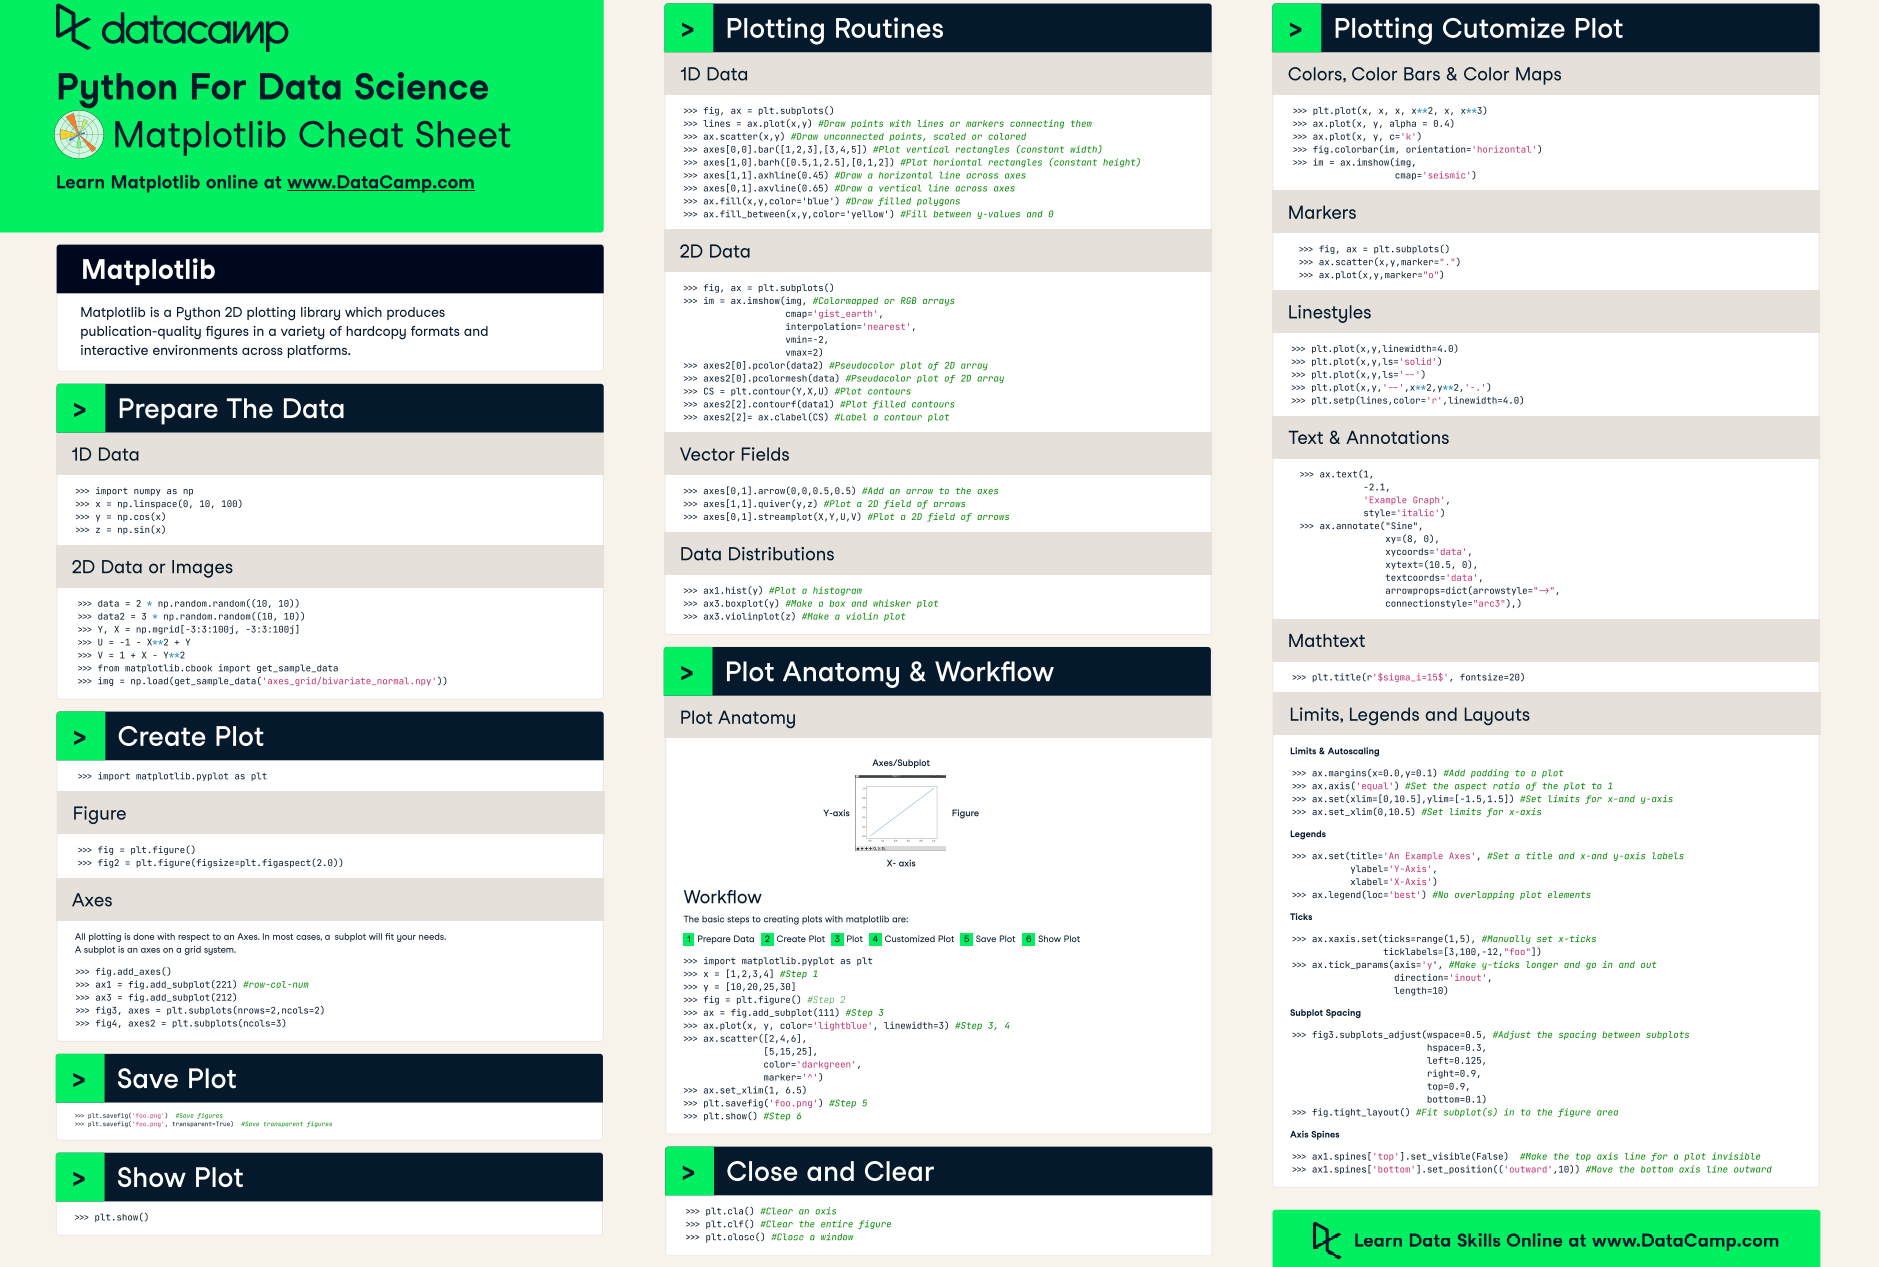 datacamp
Python For Data Science
Matplotlib Cheat Sheet
Learn Matplotlib online at www.DataCamp.com
Matplotlib
Matplotlib is a Python 2D plotting library which produces
publication-quality figures in a variety of hardcopy formats and
interactive environments across platforms.
> Prepare The Data
1D Data
>>> import numpy as np
>>> x = np.linspace(0, 10, 100)
>>> y = np.cos(x)
>>> z = np.sin(x)
2D Data or Images
>>> data = 2 * np.random.random((10, 10))
>>> data2 = 3 * np.random.random((10, 10))
>>> Y, X = np.mgrid[-3:3:100j, -3:3:100j]
>>> U = -1 - X**2 + Y
>>> V = 1 + X - Y**2
>>> from matplotlib.cbook import get_sample_data
>>> img = np.load(get_sample_data('axes_grid/bivariate_normal.npy'))
> Create Plot
>>> import matplotlib.pyplot as plt
Figure
>>> fig = plt.figure()
>>> fig2 = plt.figure(figsize=plt.figaspect(2.0))
Axes
All plotting is done with respect to an Axes. In most cases, a subplot will fit your needs.
A subplot is an axes on a grid system.
>>> fig.add_axes()
>>> ax1 = fig.add_subplot(221) #row-col-num
>>> ax3 = fig.add_subplot(212)
>>> fig3, axes = plt.subplots(nrows=2,ncols=2)
>>> fig4, axes2 = plt.subplots(ncols=3)
> Save Plot
>>> plt.savefig('foo.png') #Save figures
>>> plt.savefig('foo.png', transparent=True) #Save transparent figures
> Show Plot
>>> plt.show()
> Plotting Routines
1D Data
>>> fig, ax = plt.subplots()
>>> lines = ax.plot(x,y) #Draw points with lines or markers connecting them
>>> ax.scatter(x,y) #Draw unconnected points, scaled or colored
>>> axes[0,0].bar([1,2,3],[3,4,5]) #Plot vertical rectangles (constant width)
>>> axes[1,0].barh([0.5,1,2.5],[0,1,2]) #Plot horiontal rectangles (constant height)
>>> axes[1,1].axhline(0.45) #Draw a horizontal line across axes
>>> axes[0,1].axvline(0.65) #Draw a vertical line across axes
>>> ax.fill(x,y,color='blue') #Draw filled polygons
>>> ax.fill_between(x,y,color='yellow') #Fill between y-values and 0
2D Data
>>> fig, ax = plt.subplots()
>>> im = ax.imshow(img, #Colormapped or RGB arrays
cmap='gist_earth',
interpolation='nearest',
vmin=-2,
vmax=2)
>>> axes2[0].pcolor(data2) #Pseudocolor plot of 2D array
>>> axes2[0].pcolormesh(data) #Pseudocolor plot of 2D array
>>> CS = plt.contour(Y,X,U) #Plot contours
>>> axes2[2].contourf(data1) #Plot filled contours
>>> axes2[2]= ax.clabel(CS) #Label a contour plot
Vector Fields
>>> axes[0,1].arrow(0,0,0.5,0.5) #Add an arrow to the axes
>>> axes[1,1].quiver(y,z) #Plot a 2D field of arrows
>>> axes[0,1].streamplot(X,Y,U,V) #Plot a 2D field of arrows
Data Distributions
>>> ax1.hist(y) #Plot a histogram
>>> ax3.boxplot(y) #Make a box and whisker plot
>>> ax3.violinplot(z) #Make a violin plot
> Plot Anatomy & Workflow
Plot Anatomy
Axes/Subplot
Y-axis
Figure
X- axis
Workflow
The basic steps to creating plots with matplotlib are:
1 Prepare Data 2 Create Plot 3 Plot 4 Customized Plot 5 Save Plot 6 Show Plot
>>> import matplotlib.pyplot as plt
>>> x = [1,2,3,4] #Step 1
>>> y = [10,20,25,30]
>>> fig = plt.figure() #Step 2
>>> ax = fig.add_subplot(111) #Step 3
>>> ax.plot(x, y, color='lightblue', linewidth=3) #Step 3, 4
>>> ax.scatter([2,4,6],
[5,15,25],
color='darkgreen',
marker='^')
>>> ax.set_xlim(1, 6.5)
>>> plt.savefig('foo.png') #Step 5
>>> plt.show() #Step 6
> Close and Clear
>>> plt.cla() #Clear an axis
>>> plt.clf() #Clear the entire figure
>>> plt.close() #Close a window
> Plotting Cutomize Plot
Colors, Color Bars & Color Maps
>>> plt.plot(x, x, x, x**2, x, x**3)
>>> ax.plot(x, y, alpha = 0.4)
>>> ax.plot(x, y, c='k')
>>> fig.colorbar(im, orientation='horizontal')
>>> im = ax.imshow(img,
cmap='seismic')
Markers
>>> fig, ax = plt.subplots()
>>> ax.scatter(x,y,marker=".")
>>> ax.plot(x,y,marker="o")
Linestyles
>>> plt.plot(x,y,linewidth=4.0)
>>> plt.plot(x,y,ls='solid')
>>> plt.plot(x,y,ls='--')
>>> plt.plot(x,y,'--',x**2,y**2,'-.')
>>> plt.setp(lines,color='r',linewidth=4.0)
Text & Annotations
>>> ax.text(1,
-2.1,
'Example Graph',
style='italic')
>>> ax.annotate("Sine",
xy=(8, 0),
xycoords='data',
xytext=(10.5, 0),
textcoords='data',
arrowprops=dict(arrowstyle="->",
connectionstyle="arc3"),)
Mathtext
>>> plt.title(r'$sigma_i=15$', fontsize=20)
Limits, Legends and Layouts
Limits & Autoscaling
>>> ax.margins(x=0.0,y=0.1) #Add padding to a plot
>>> ax.axis('equal') #Set the aspect ratio of the plot to 1
>>> ax.set(xlim=[0,10.5],ylim=[-1.5,1.5]) #Set limits for x-and y-axis
>>> ax.set_xlim(0,10.5) #Set limits for x-axis
Legends
>>> ax.set(title='An Example Axes', #Set a title and x-and y-axis labels
ylabel='Y-Axis',
xlabel='X-Axis')
>>> ax.legend(loc='best') #No overlapping plot elements
Ticks
>>> ax.xaxis.set(ticks=range(1,5), #Manually set x-ticks
ticklabels=[3,100,-12,"foo"])
>>> ax.tick_params(axis='y', #Make y-ticks longer and go in and out
direction='inout',
length=10)
Subplot Spacing
>>> fig3.subplots_adjust(wspace=0.5, #Adjust the spacing between subplots
hspace=0.3,
left=0.125,
right=0.9,
top=0.9,
bottom=0.1)
>>> fig.tight_layout() #Fit subplot(s) in to the figure area
Axis Spines
>>> ax1.spines['top'].set_visible(False) #Make the top axis line for a plot invisible
>>> ax1.spines['bottom'].set_position(('outward',10)) #Move the bottom axis line outward
Learn Data Skills Online at www.DataCamp.com